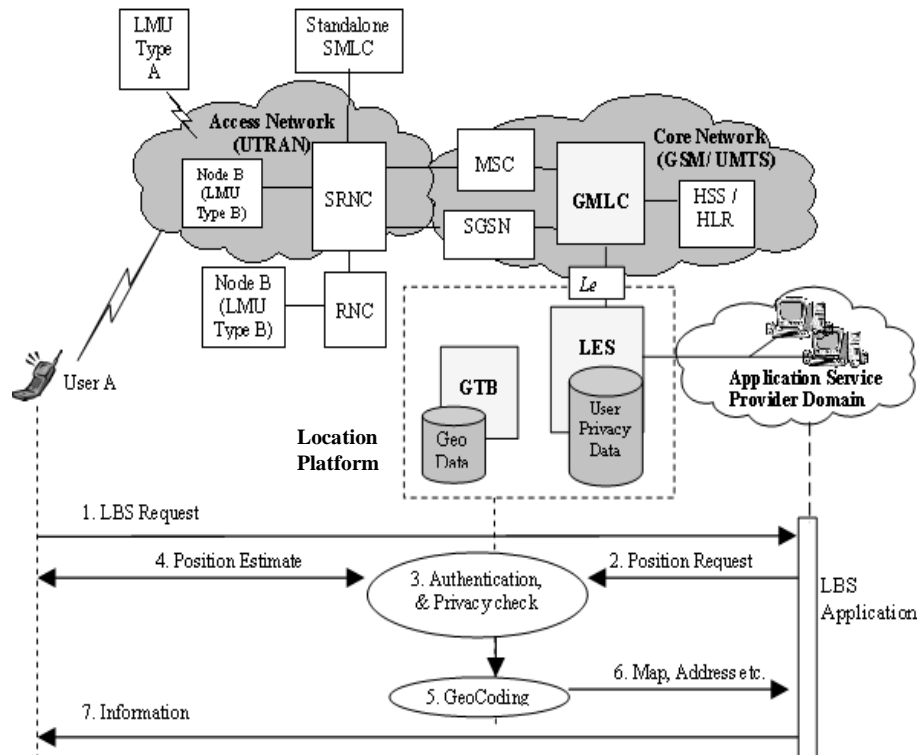 LMU
Type
A
Standalone
SMLC
Access Network
(UTRAN)
Core Network
(GSM/ UMTS)
Node B
(LMU
Type B)
SRNC
MSC
SGSN
GMLC
HSS /
HLR
Node B
(LMU
Type B)
RNC
Le
User A
GTB
Geo
Data
LES
User
Privacy
Data
Application Service
Provider Domain
Location
Platform
1. LBS Request
4. Position Estimate
3. Authentication,
& Privacy check
2. Position Request
LBS
Application
5. GeoCoding
6. Map, Address etc.
7. Information